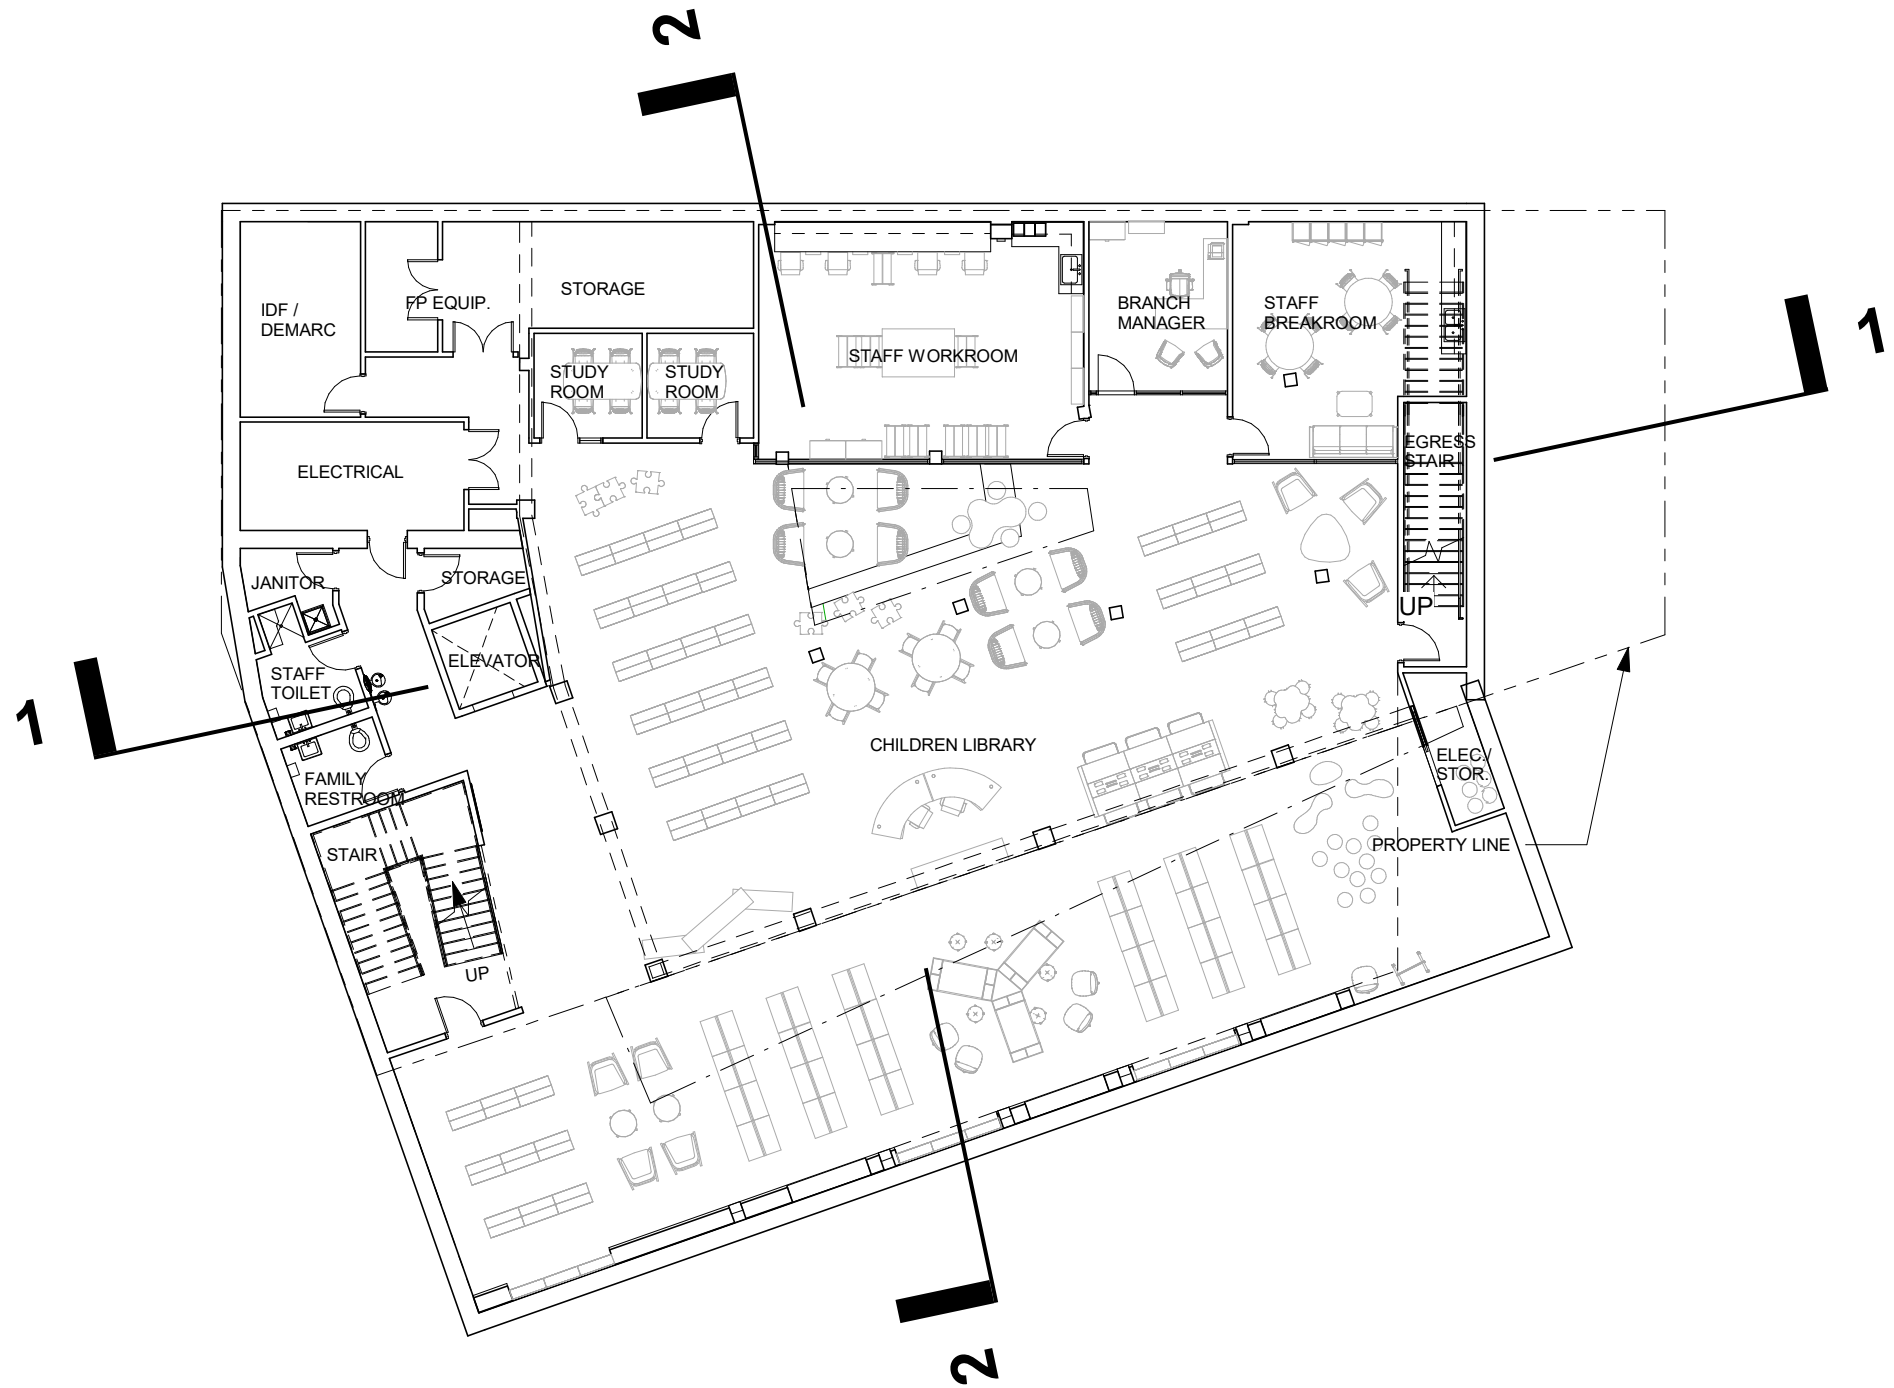 2
1
IDF /
DEMARC
FP EQUIP.
STORAGE
STUDY
ROOM
STUDY
ROOM
STAFF WORKROOM
BRANCH
MANAGER
STAFF
BREAKROOM
ELECTRICAL
EGRESS
STAIR
UP
JANITOR
STORAGE
ELEVATOR
STAFF
TOILET
1
FAMILY
RESTROOM
CHILDREN LIBRARY
ELEC./
STOR.
STAIR
PROPERTY LINE
UP
2